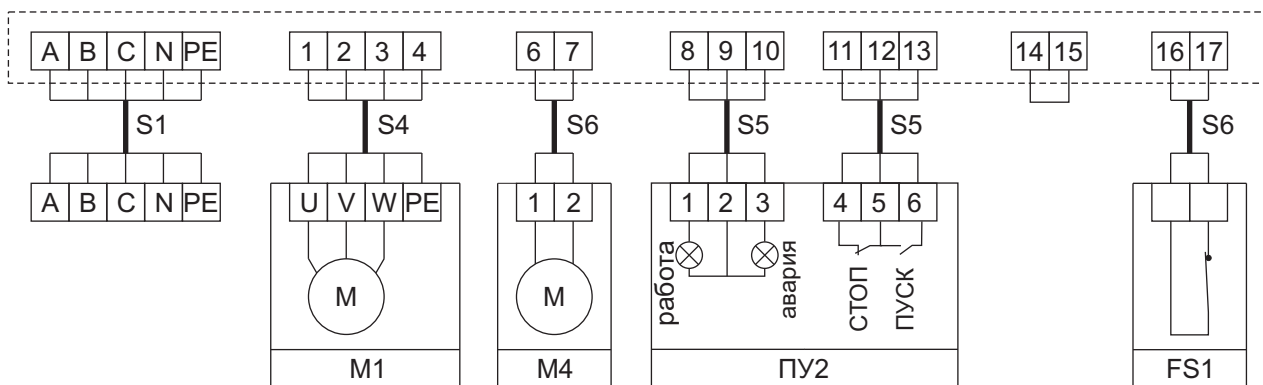 A B C N PE 1 2 3 4 6 7 8 9 10 11 12 13 14 15 16 17
S1 S4 S6 S5 S5 S6
A B C N PE U V W PE 1 2 1 2 3 4 5 6
M M работа авария СТОП ПУСК
M1 M4 ПУ2 FS1